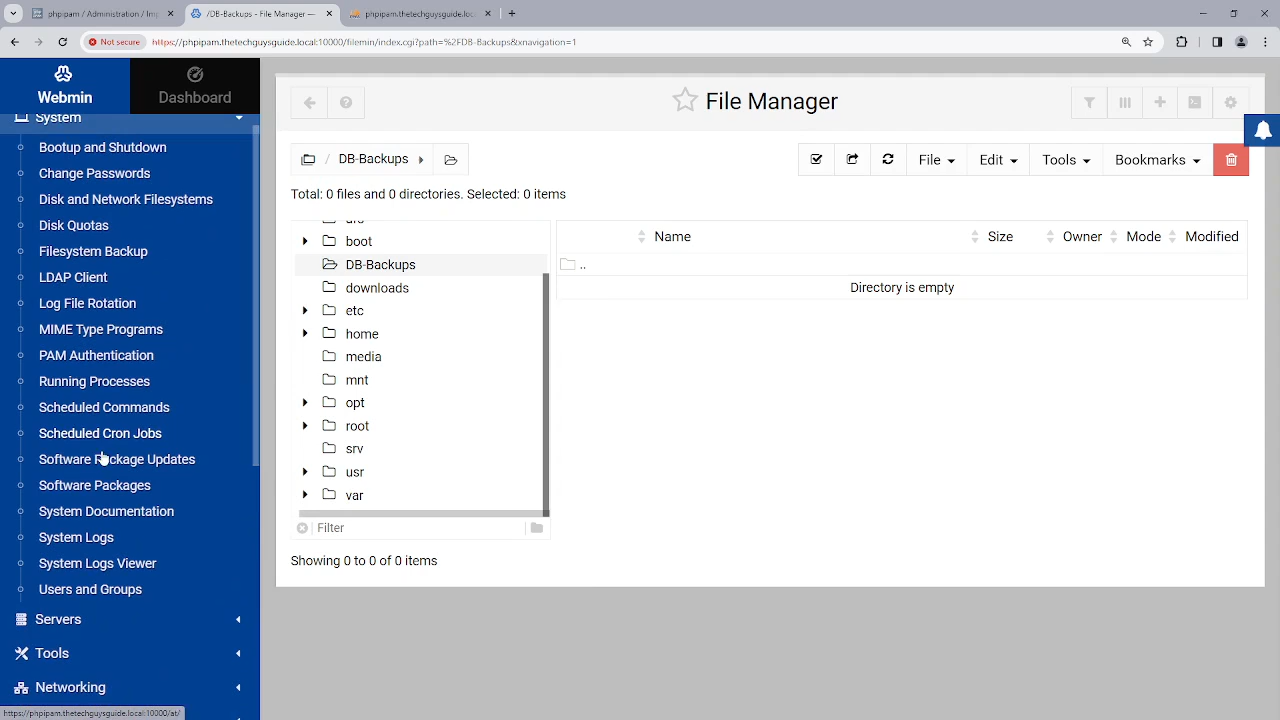 phpipam / Administration / Imp
/DB-Backups - File Manager —
phpipam.thetechguysguide.loc
Not secure https://phpipam.thetechguysguide.local:10000/filemin/index.cgi?path=%2FDB-Backups&xnavigation=1
Webmin
Dashboard
System
Bootup and Shutdown
Change Passwords
Disk and Network Filesystems
Disk Quotas
Filesystem Backup
LDAP Client
Log File Rotation
MIME Type Programs
PAM Authentication
Running Processes
Scheduled Commands
Scheduled Cron Jobs
Software Package Updates
Software Packages
System Documentation
System Logs
System Logs Viewer
Users and Groups
Servers
Tools
Networking
https://phpipam.thetechguysguide.local:10000/at/
File Manager
/ DB-Backups
File
Edit
Tools
Bookmarks
Total: 0 files and 0 directories. Selected: 0 items
boot
DB-Backups
downloads
etc
home
media
mnt
opt
root
srv
usr
var
Filter
Name Size Owner Mode Modified
..
Directory is empty
Showing 0 to 0 of 0 items